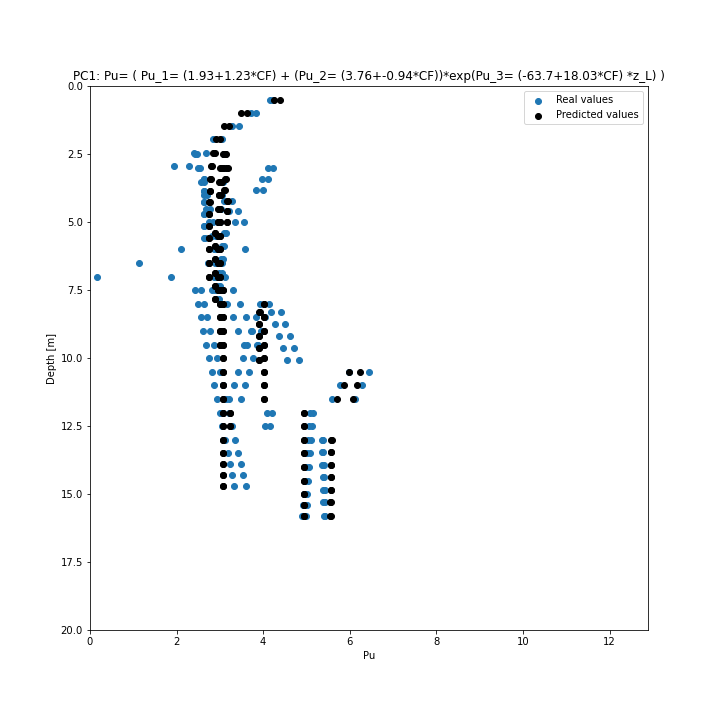 PC1: Pu= ( Pu_1= (1.93+1.23*CF) + (Pu_2= (3.76+-0.94*CF))*exp(Pu_3= (-63.7+18.03*CF) *z_L) )
Real values
Predicted values
0.0
2.5
5.0
7.5
10.0
12.5
15.0
17.5
20.0
Depth [m]
0 2 4 6 8 10 12
Pu